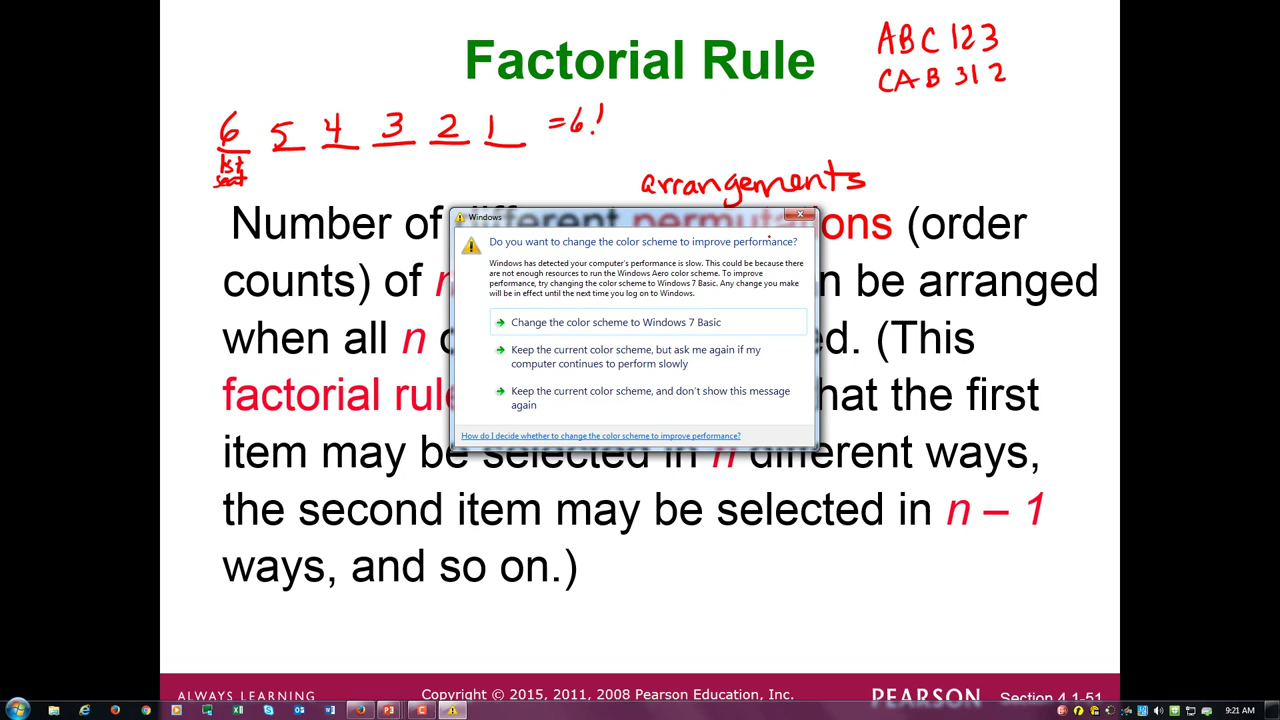 Factorial Rule
ABC 123
CAB 312
6 5 4 3 2 1 =6!
1st
seat
arrangements
Number of different permutations (order
counts) of n n be arranged
when all n d. (This
factorial rule hat the first
item may be selected in n different ways,
the second item may be selected in n – 1
ways, and so on.)
Windows
Do you want to change the color scheme to improve performance?
Windows has detected your computer's performance is slow. This could be because there
are not enough resources to run the Windows Aero color scheme. To improve
performance, try changing the color scheme to Windows 7 Basic. Any change you make
will be in effect until the next time you log on to Windows.
Change the color scheme to Windows 7 Basic
Keep the current color scheme, but ask me again if my
computer continues to perform slowly
Keep the current color scheme, and don't show this message
again
How do I decide whether to change the color scheme to improve performance?
ALWAYS LEARNING
Copyright © 2015, 2011, 2008 Pearson Education, Inc.
PEARSON
Section 4.1-51
9:21 AM